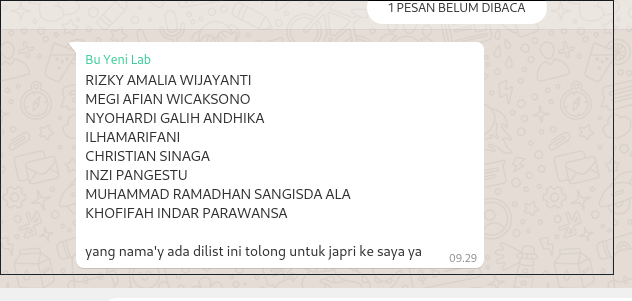 1 PESAN BELUM DIBACA
Bu Yeni Lab
RIZKY AMALIA WIJAYANTI
MEGI AFIAN WICAKSONO
NYOHARDI GALIH ANDHIKA
ILHAMARIFANI
CHRISTIAN SINAGA
INZI PANGESTU
MUHAMMAD RAMADHAN SANGISDA ALA
KHOFIFAH INDAR PARAWANSA
yang nama'y ada dilist ini tolong untuk japri ke saya ya
09.29